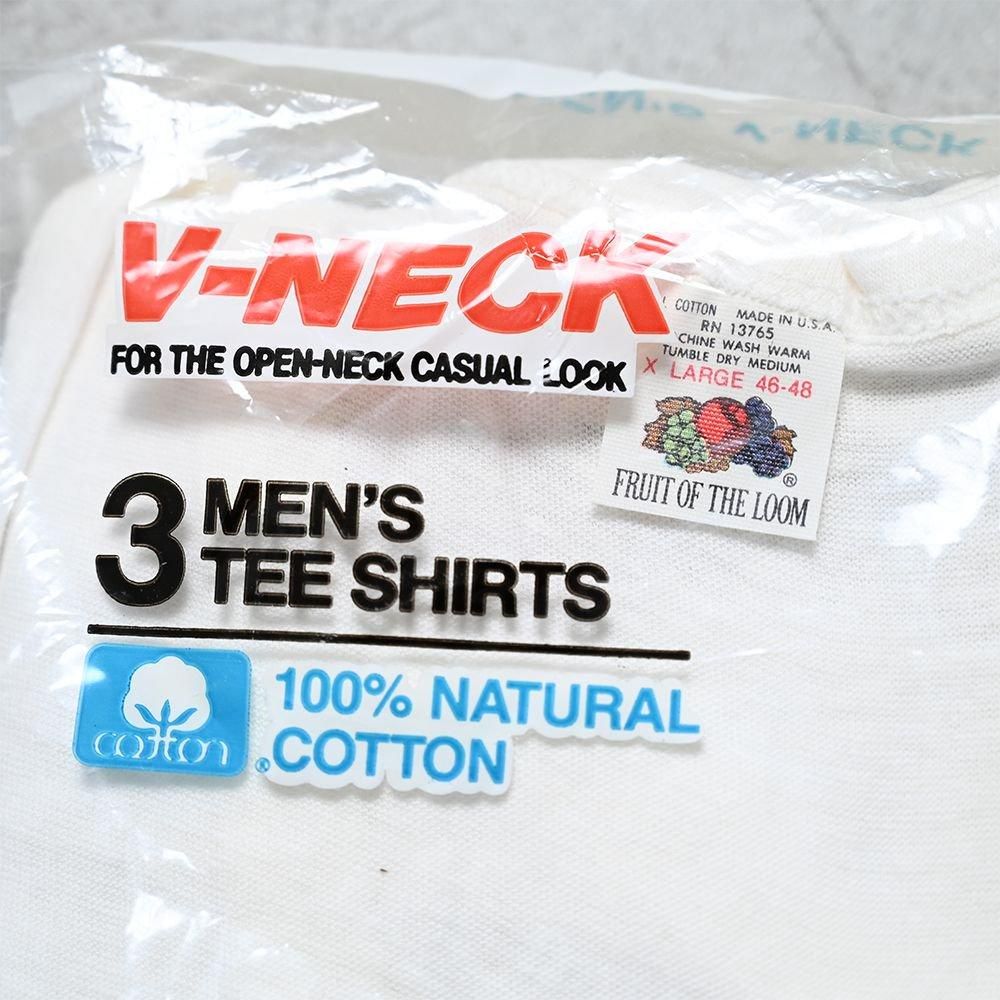 V-NECK
V-NECK
FOR THE OPEN-NECK CASUAL LOOK
COTTON MADE IN U.S.A.
RN 13765
CHINE WASH WARM
TUMBLE DRY MEDIUM
X LARGE 46-48
®
FRUIT OF THE LOOM
3 MEN'S
TEE SHIRTS
cotton
100% NATURAL
®COTTON